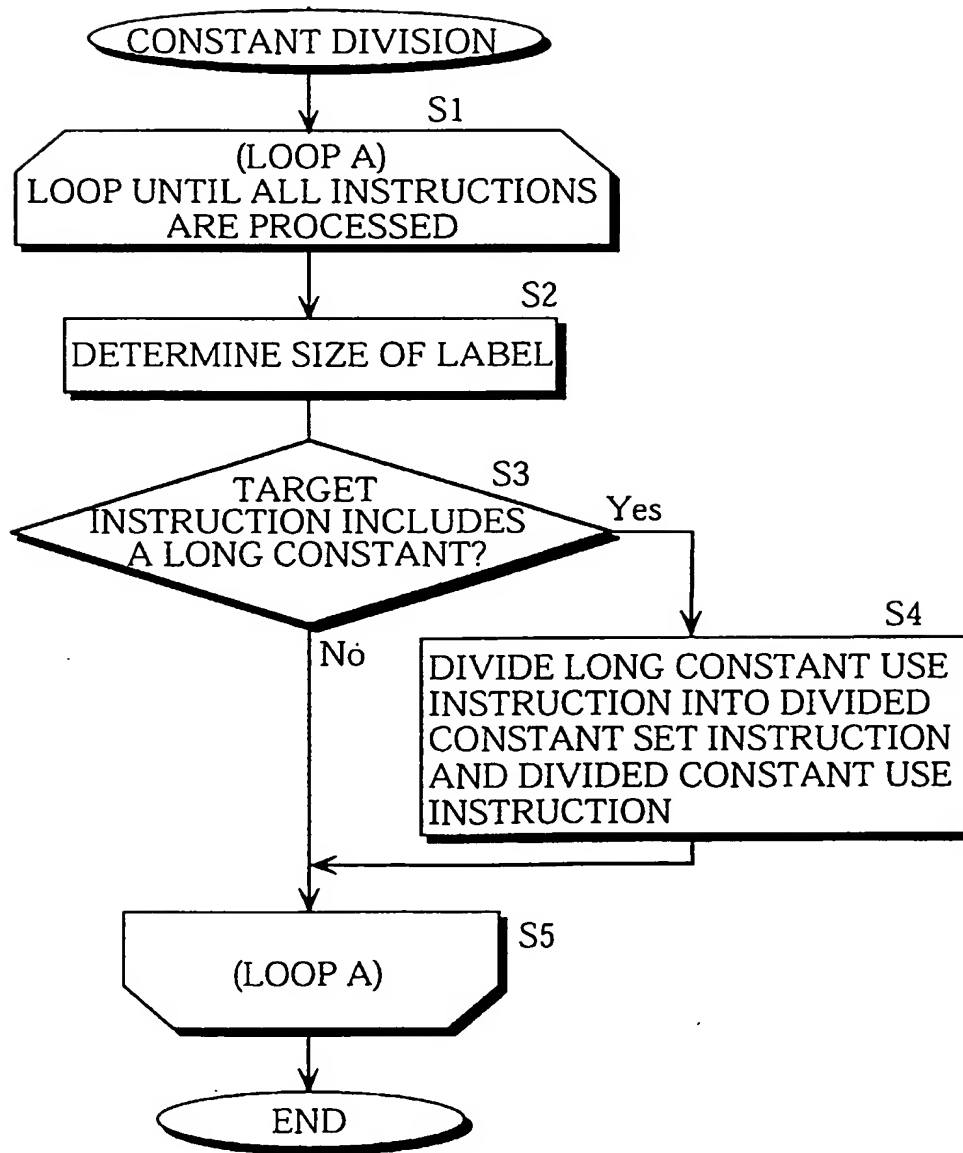 CONSTANT DIVISION
S1
(LOOP A)
LOOP UNTIL ALL INSTRUCTIONS
ARE PROCESSED
S2
DETERMINE SIZE OF LABEL
S3
TARGET
INSTRUCTION INCLUDES
A LONG CONSTANT?
Yes
No
S4
DIVIDE LONG CONSTANT USE
INSTRUCTION INTO DIVIDED
CONSTANT SET INSTRUCTION
AND DIVIDED CONSTANT USE
INSTRUCTION
S5
(LOOP A)
END